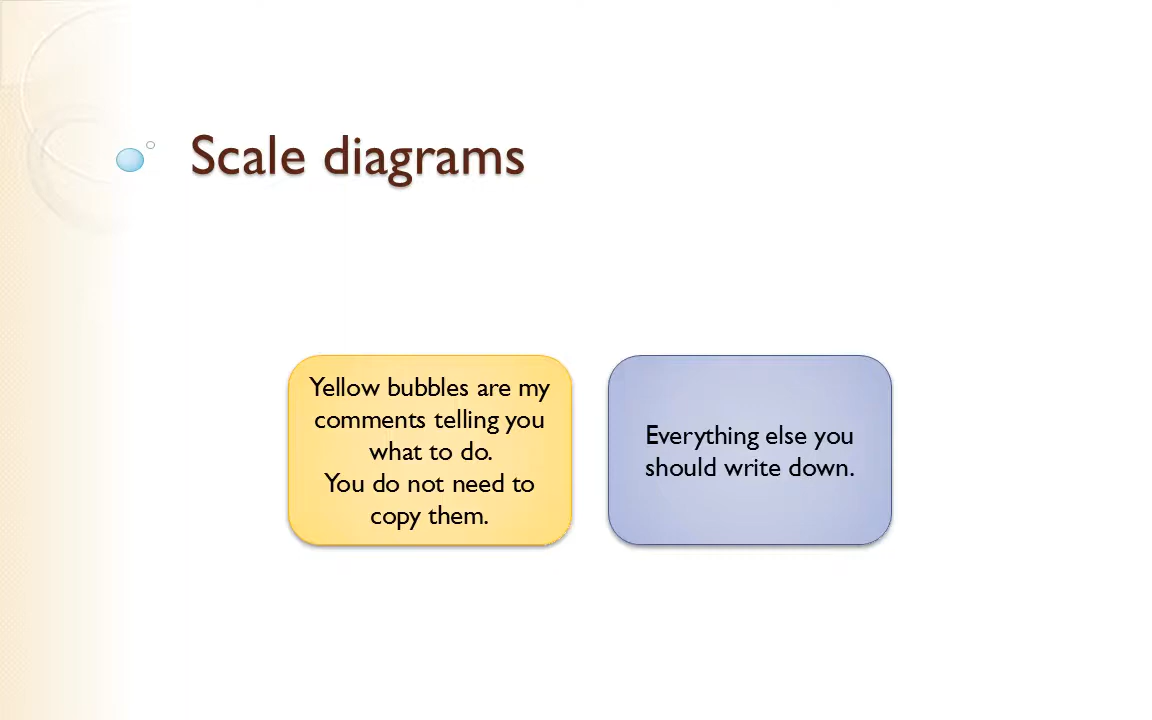 Scale diagrams
Yellow bubbles are my
comments telling you
what to do.
You do not need to
copy them.
Everything else you
should write down.